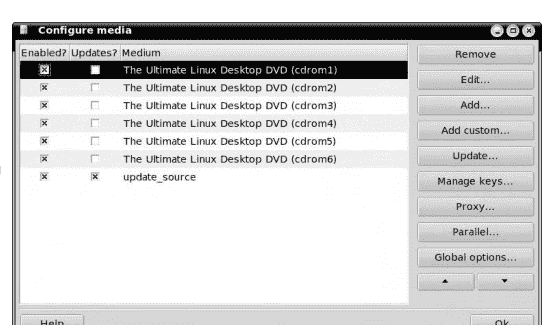 Configure media
Enabled? Updates? Medium
The Ultimate Linux Desktop DVD (cdrom1)
The Ultimate Linux Desktop DVD (cdrom2)
The Ultimate Linux Desktop DVD (cdrom3)
The Ultimate Linux Desktop DVD (cdrom4)
The Ultimate Linux Desktop DVD (cdrom5)
The Ultimate Linux Desktop DVD (cdrom6)
update_source
Remove
Edit...
Add...
Add custom...
Update...
Manage keys...
Proxy...
Parallel...
Global options...
Help
Ok